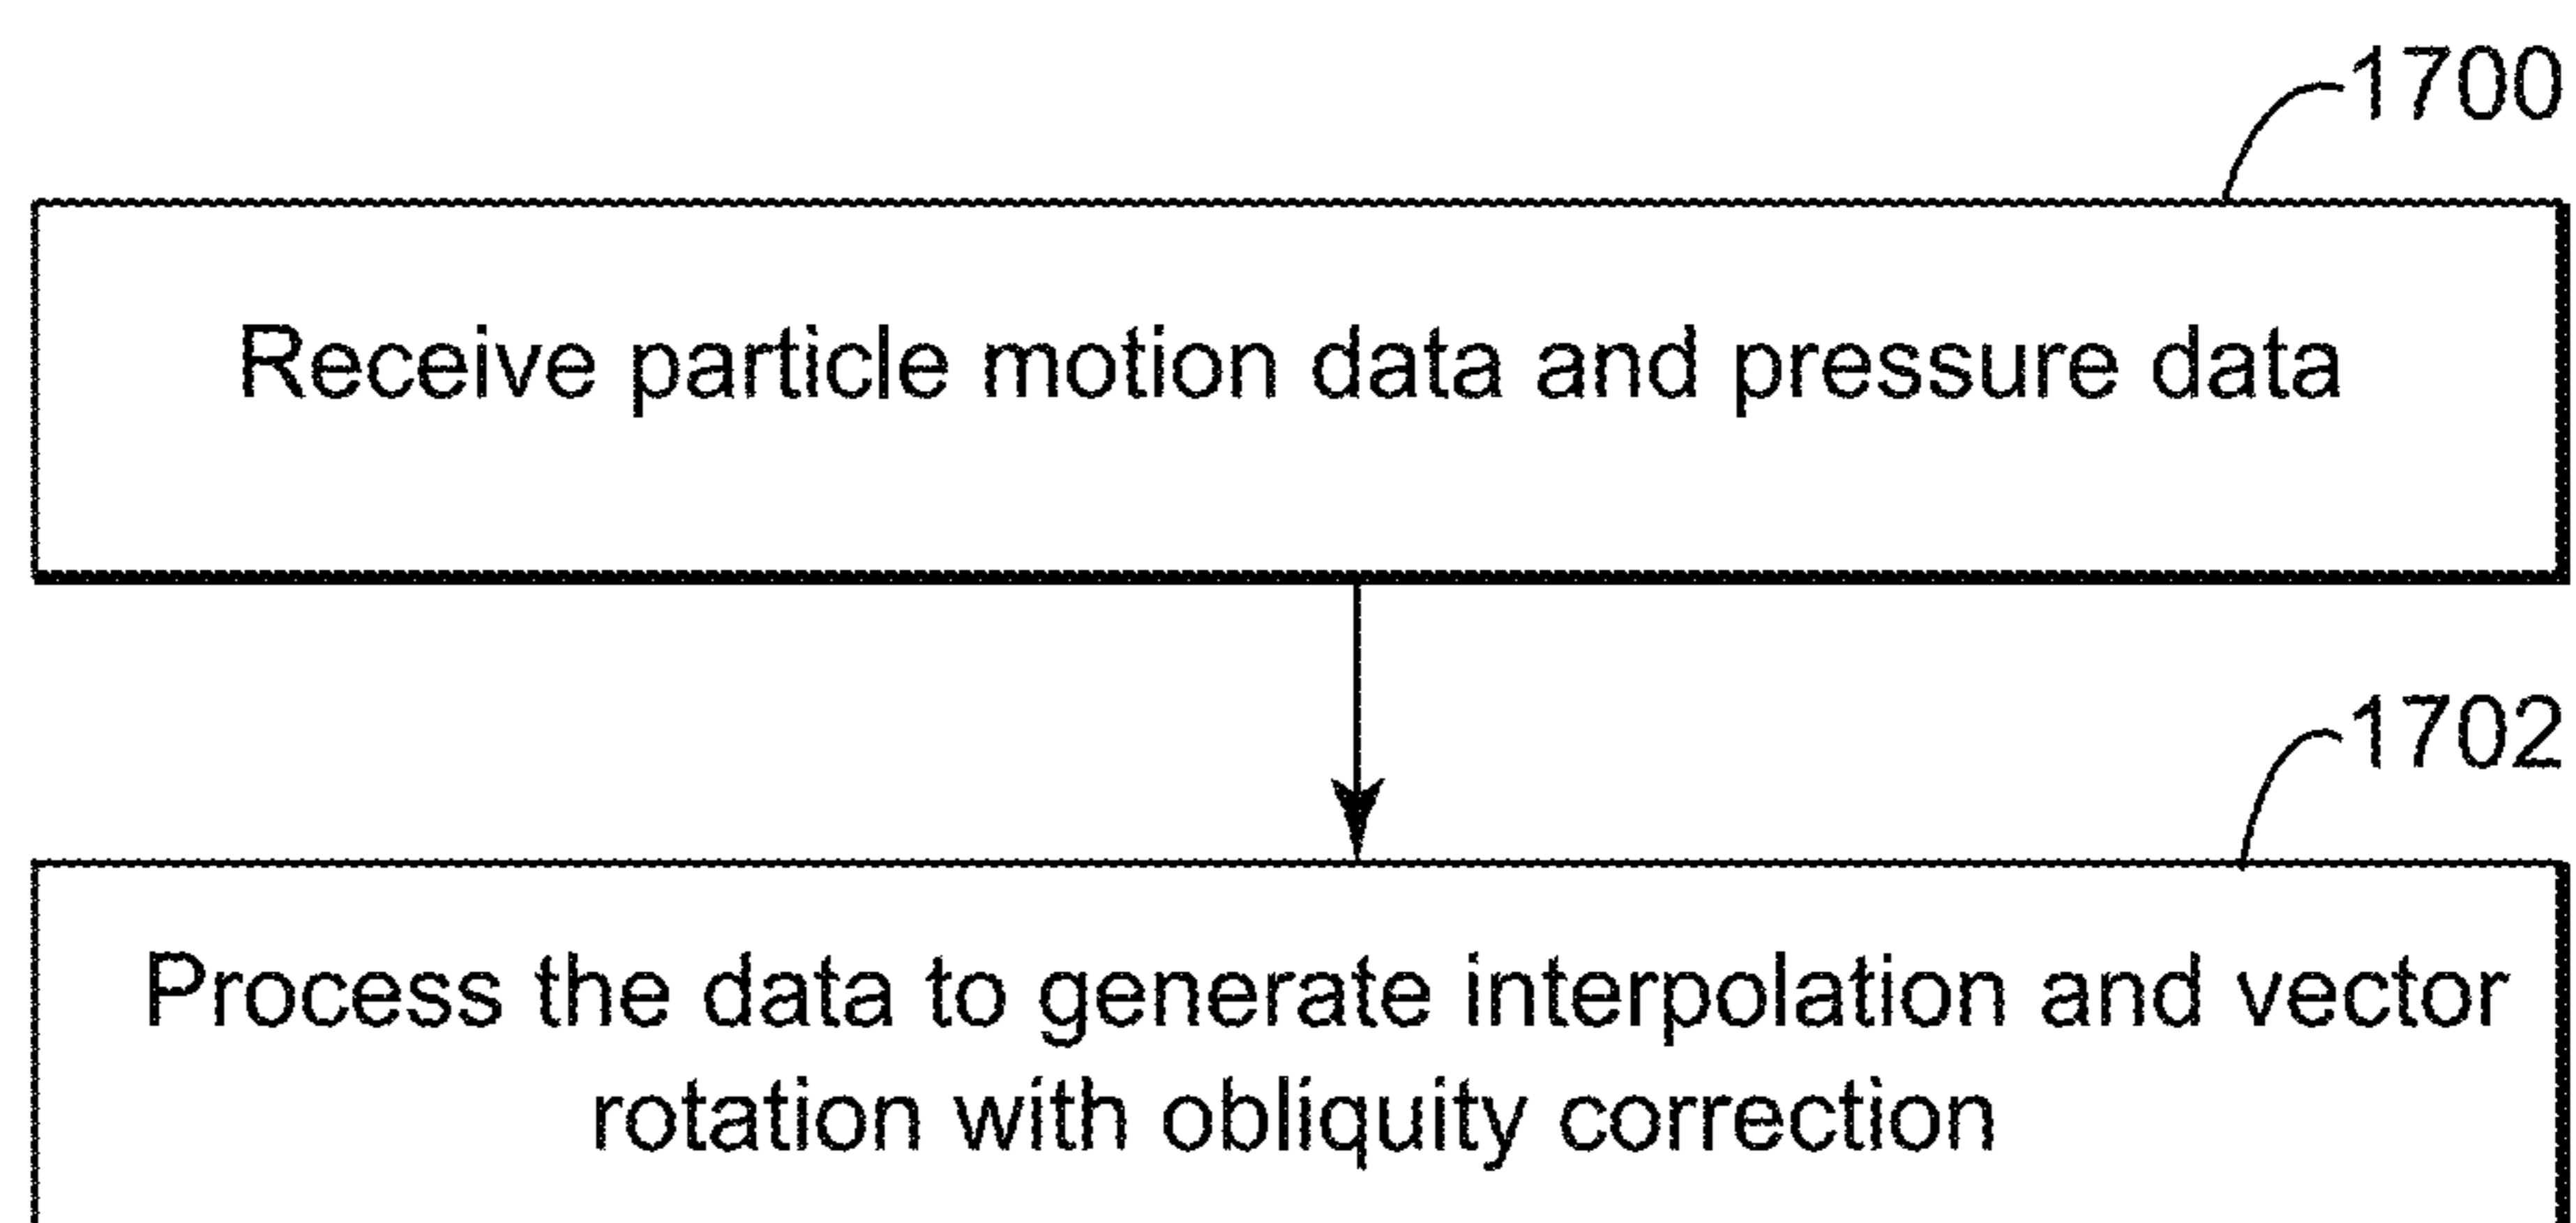 1700
Receive particle motion data and pressure data
1702
Process the data to generate interpolation and vector
rotation with obliquity correction